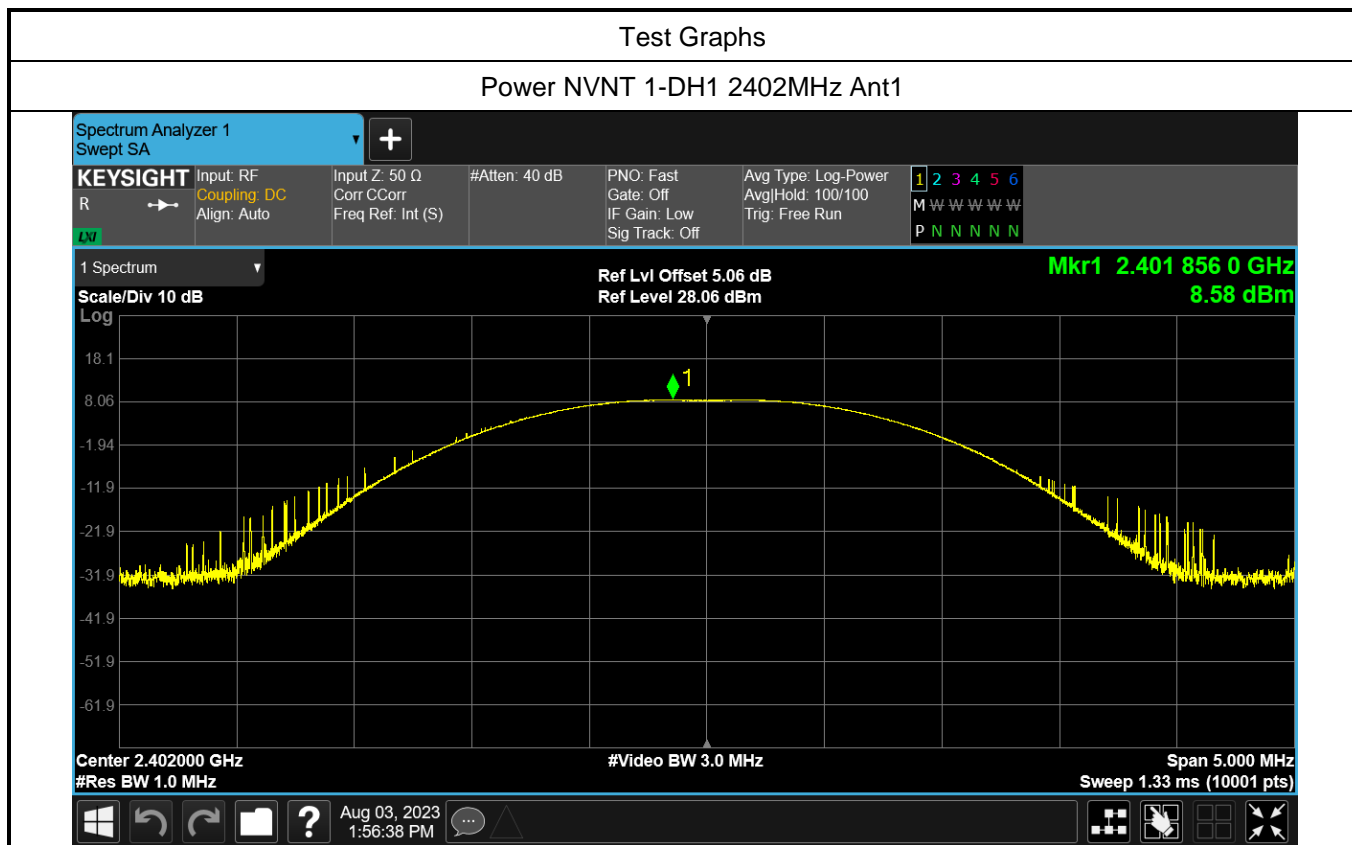 Test Graphs
Power NVNT 1-DH1 2402MHz Ant1
Spectrum Analyzer 1
Swept SA
KEYSIGHT Input: RF Input Z: 50 Ω #Atten: 40 dB PNO: Fast Avg Type: Log-Power 1 2 3 4 5 6
R Coupling: DC Corr CCorr Gate: Off Avg|Hold: 100/100 M W W W W W
Align: Auto Freq Ref: Int (S) IF Gain: Low Trig: Free Run
LXI Sig Track: Off P N N N N N
1 Spectrum Ref Lvl Offset 5.06 dB Mkr1 2.401 856 0 GHz
Scale/Div 10 dB Ref Level 28.06 dBm 8.58 dBm
Log
18.1
1
8.06
-1.94
-11.9
-21.9
-31.9
-41.9
-51.9
-61.9
Center 2.402000 GHz #Video BW 3.0 MHz Span 5.000 MHz
#Res BW 1.0 MHz Sweep 1.33 ms (10001 pts)
? Aug 03, 2023
1:56:38 PM